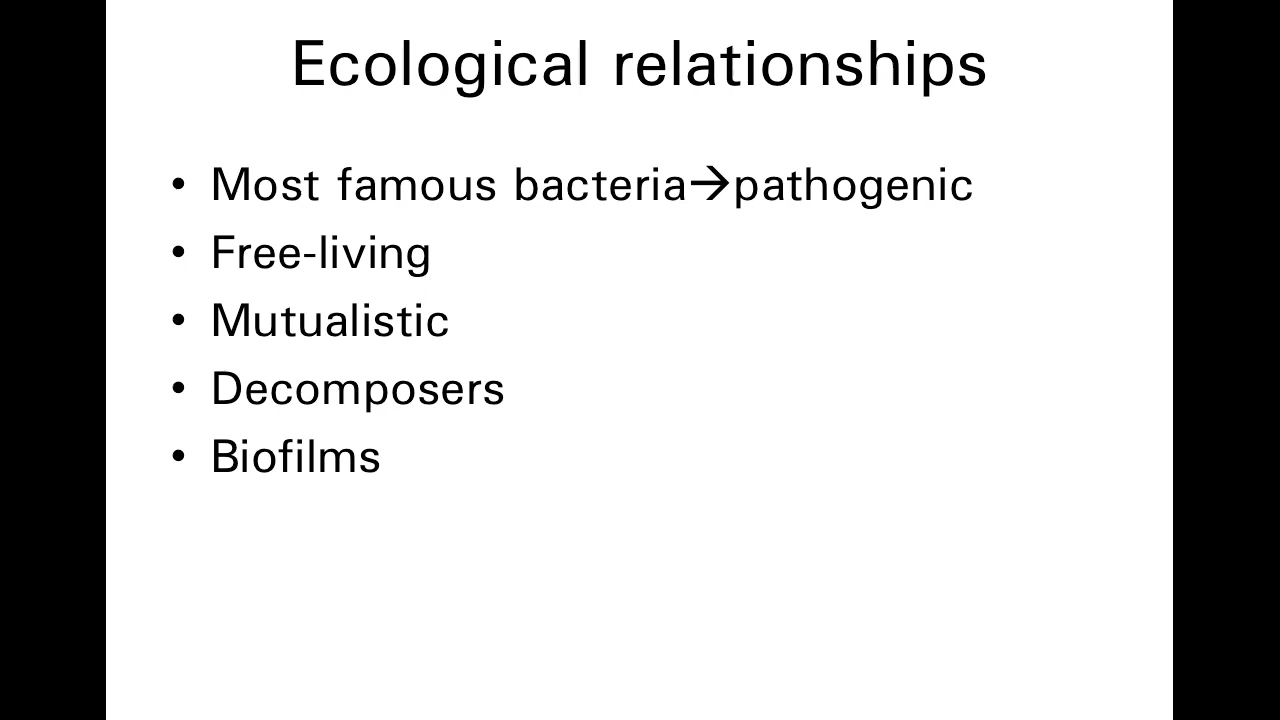 Ecological relationships
• Most famous bacteria→pathogenic
• Free-living
• Mutualistic
• Decomposers
• Biofilms